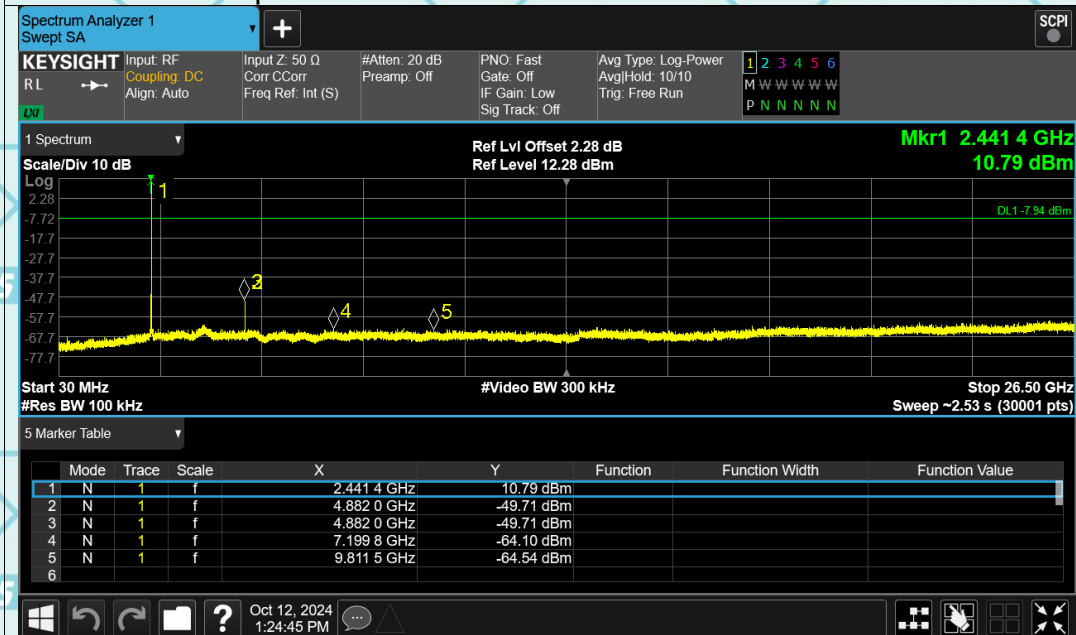 Spectrum Analyzer 1
Swept SA
+
SCPI
KEYSIGHT
RL
LXI
Input: RF
Coupling: DC
Align: Auto
Input Z: 50 Ω
Corr CCorr
Freq Ref: Int (S)
#Atten: 20 dB
Preamp: Off
PNO: Fast
Gate: Off
IF Gain: Low
Sig Track: Off
Avg Type: Log-Power
Avg|Hold: 10/10
Trig: Free Run
1 2 3 4 5 6
M W W W W W
P N N N N N
1 Spectrum
Scale/Div 10 dB
Ref Lvl Offset 2.28 dB
Ref Level 12.28 dBm
Mkr1 2.441 4 GHz
10.79 dBm
Log
2.28
-7.72
-17.7
-27.7
-37.7
-47.7
-57.7
-67.7
-77.7
1
3
4
5
DL1 -7.94 dBm
Start 30 MHz
#Video BW 300 kHz
Stop 26.50 GHz
#Res BW 100 kHz
Sweep ~2.53 s (30001 pts)
5 Marker Table
Mode Trace Scale X Y Function Function Width Function Value
1 N 1 f 2.441 4 GHz 10.79 dBm
2 N 1 f 4.882 0 GHz -49.71 dBm
3 N 1 f 4.882 0 GHz -49.71 dBm
4 N 1 f 7.199 8 GHz -64.10 dBm
5 N 1 f 9.811 5 GHz -64.54 dBm
6
?
Oct 12, 2024
1:24:45 PM